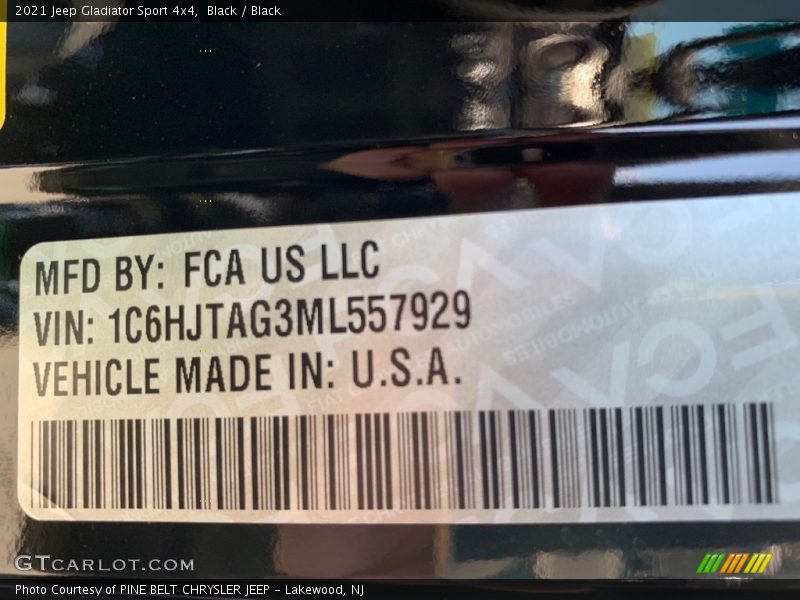 2021 Jeep Gladiator Sport 4x4,  Black / Black
MFD BY: FCA US LLC
VIN: 1C6HJTAG3ML557929
VEHICLE MADE IN: U.S.A.
GTCARLOT.COM
Photo Courtesy of PINE BELT CHRYSLER JEEP - Lakewood, NJ